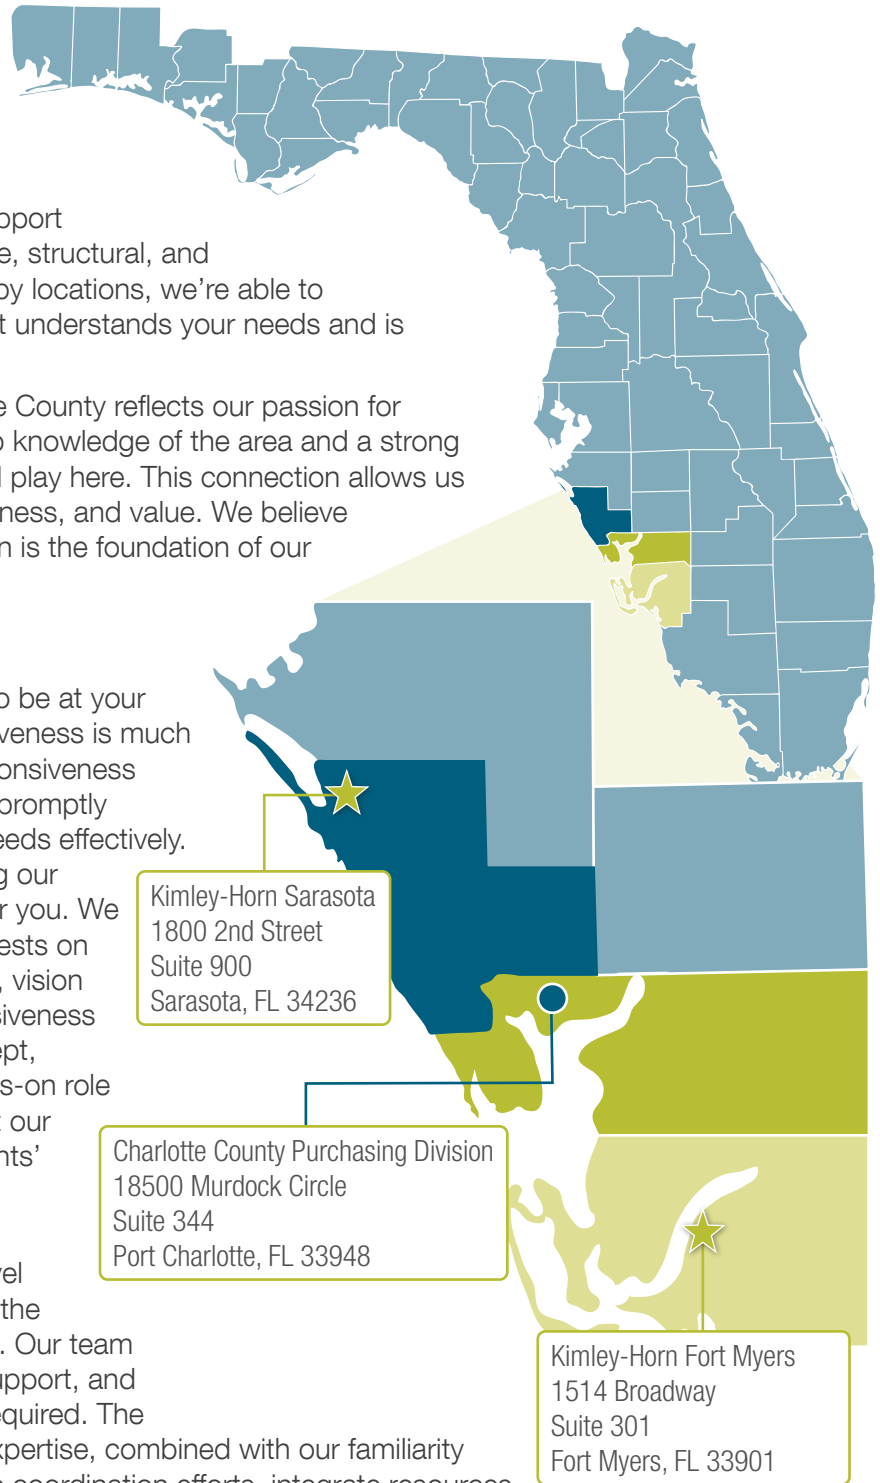 pport
e, structural, and
by locations, we’re able to
t understands your needs and is
e County reflects our passion for
p knowledge of the area and a strong
d play here. This connection allows us
ness, and value. We believe
n is the foundation of our
o be at your
veness is much
onsiveness
promptly
eeds effectively.
g our
r you. We
ests on
, vision
siveness
ept,
s-on role
t our
nts’
vel
the
. Our team
upport, and
equired. The
xpertise, combined with our familiarity
coordination efforts, integrate resources
Kimley-Horn Sarasota
1800 2nd Street
Suite 900
Sarasota, FL 34236
Charlotte County Purchasing Division
18500 Murdock Circle
Suite 344
Port Charlotte, FL 33948
Kimley-Horn Fort Myers
1514 Broadway
Suite 301
Fort Myers, FL 33901